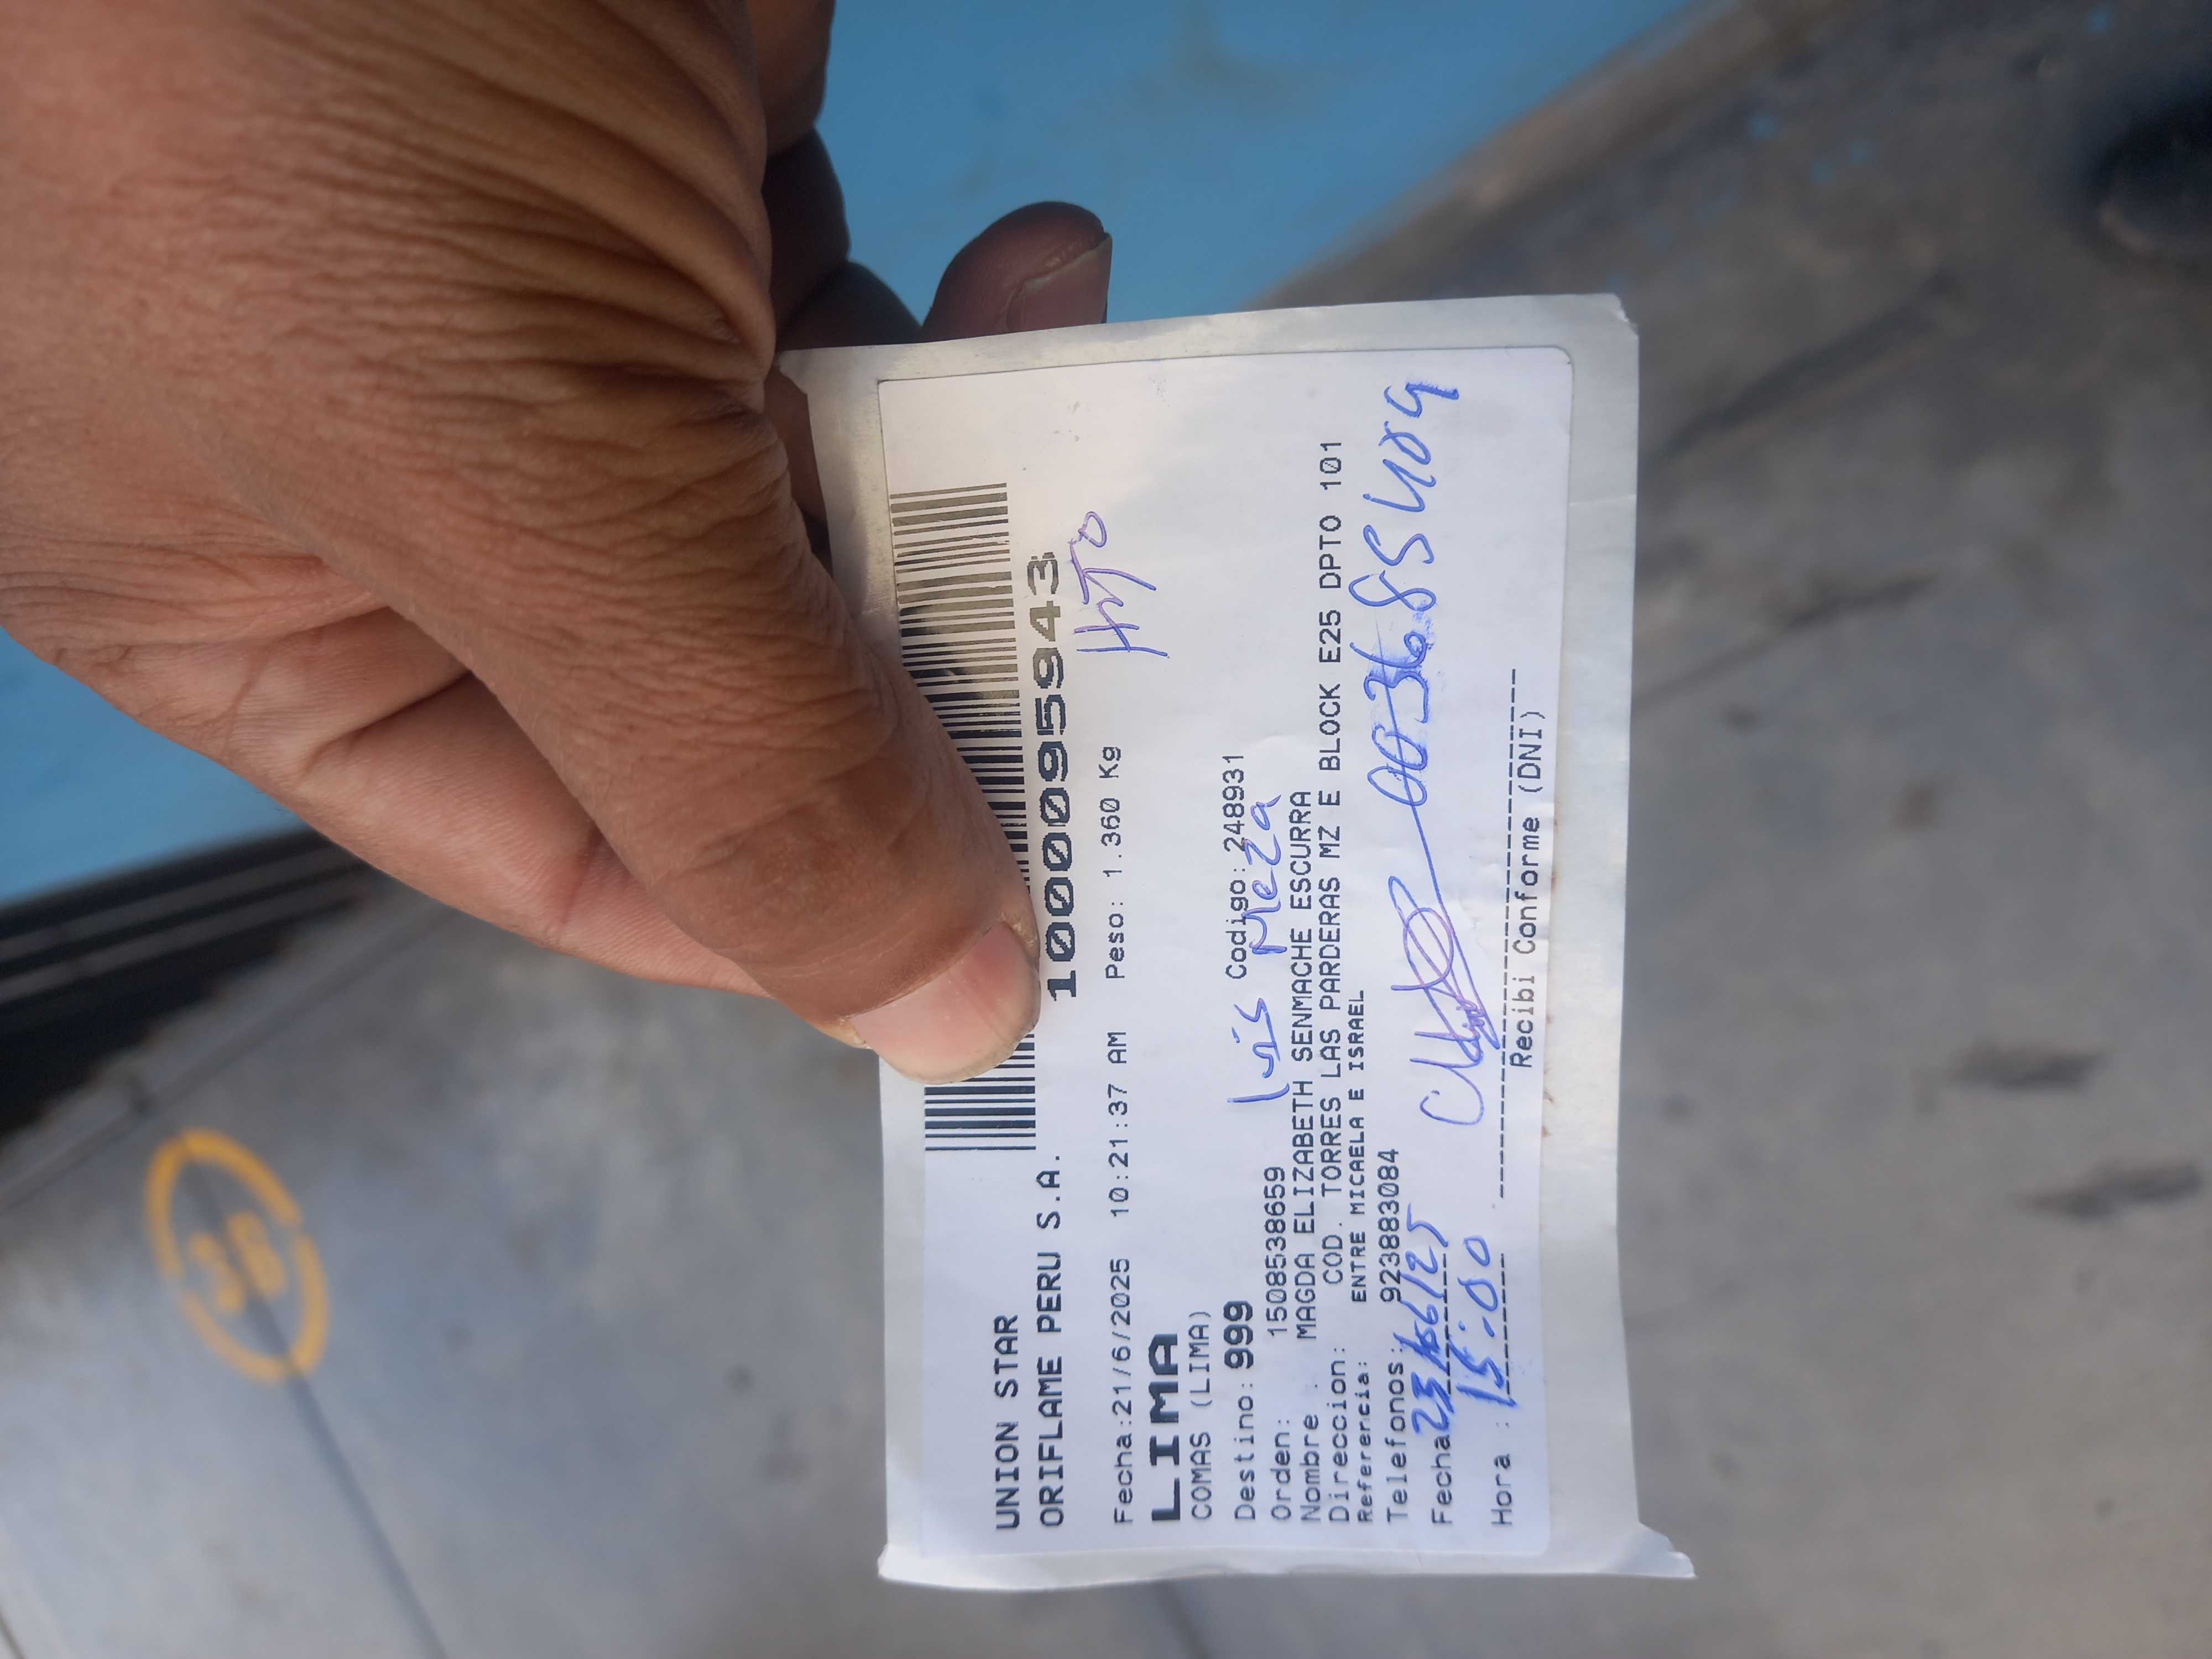 UNION STAR
ORIFLAME PERU S.A.
10000095943
Fecha:21/6/2025 10:21:37 AM Peso: 1.360 Kg
HJO
LIMA
COMAS (LIMA)
Destino: 999 Codigo: 248931
Luis Meza
Orden: 1508538659
Nombre : MAGDA ELIZABETH SENMACHE ESCURRA
Direccion: COD. TORRES LAS PARDERAS MZ E BLOCK E25 DPTO 101
Referencia: ENTRE MICAELA E ISRAEL
Telefonos: 923883084
Fecha 23/06/25
Hora : 15:00
Recibi Conforme (DNI)
38